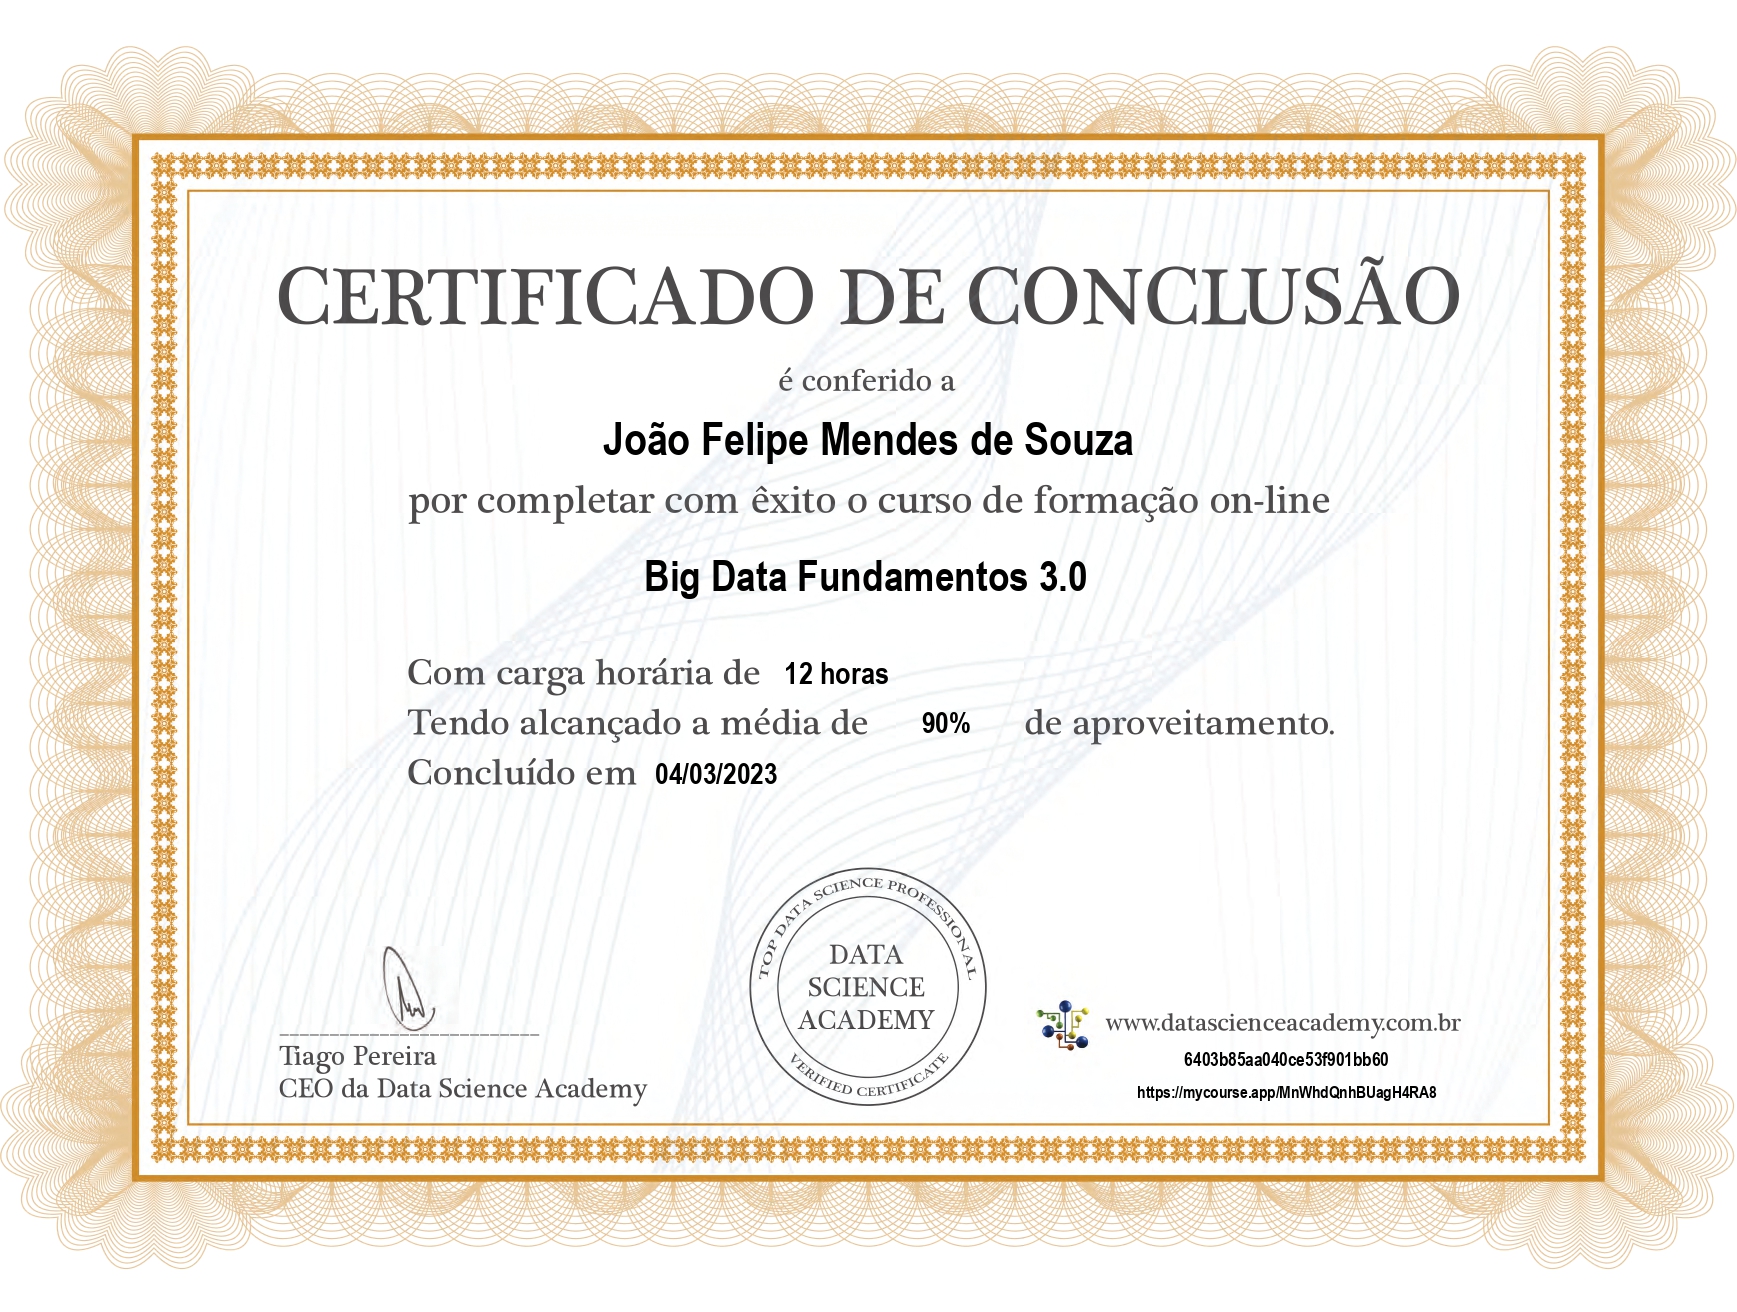 CERTIFICADO DE CONCLUSÃO
é conferido a
João Felipe Mendes de Souza
por completar com êxito o curso de formação on-line
Big Data Fundamentos 3.0
Com carga horária de 12 horas
Tendo alcançado a média de 90% de aproveitamento.
Concluído em 04/03/2023
Tiago Pereira
CEO da Data Science Academy
TOP DATA SCIENCE PROFESSIONAL
DATA
SCIENCE
ACADEMY
VERIFIED CERTIFICATE
www.datascienceacademy.com.br
6403b85aa040ce53f901bb60
https://mycourse.app/MnWhdQnhBUagH4RA8